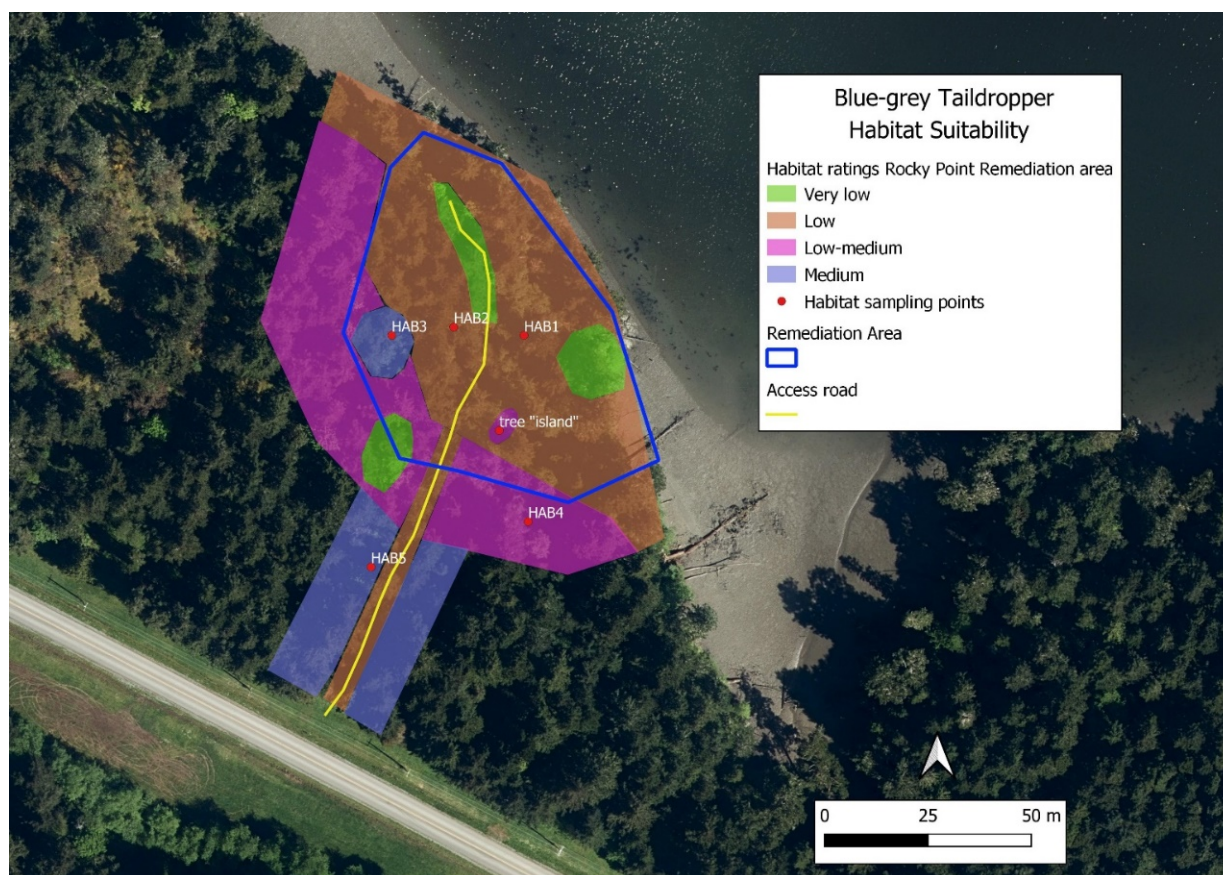 Blue-grey Taildropper
Habitat Suitability
Habitat ratings Rocky Point Remediation area
Very low
Low
Low-medium
Medium
Habitat sampling points
Remediation Area
Access road
HAB3
HAB2
HAB1
tree "island"
HAB4
HAB5
0 25 50 m